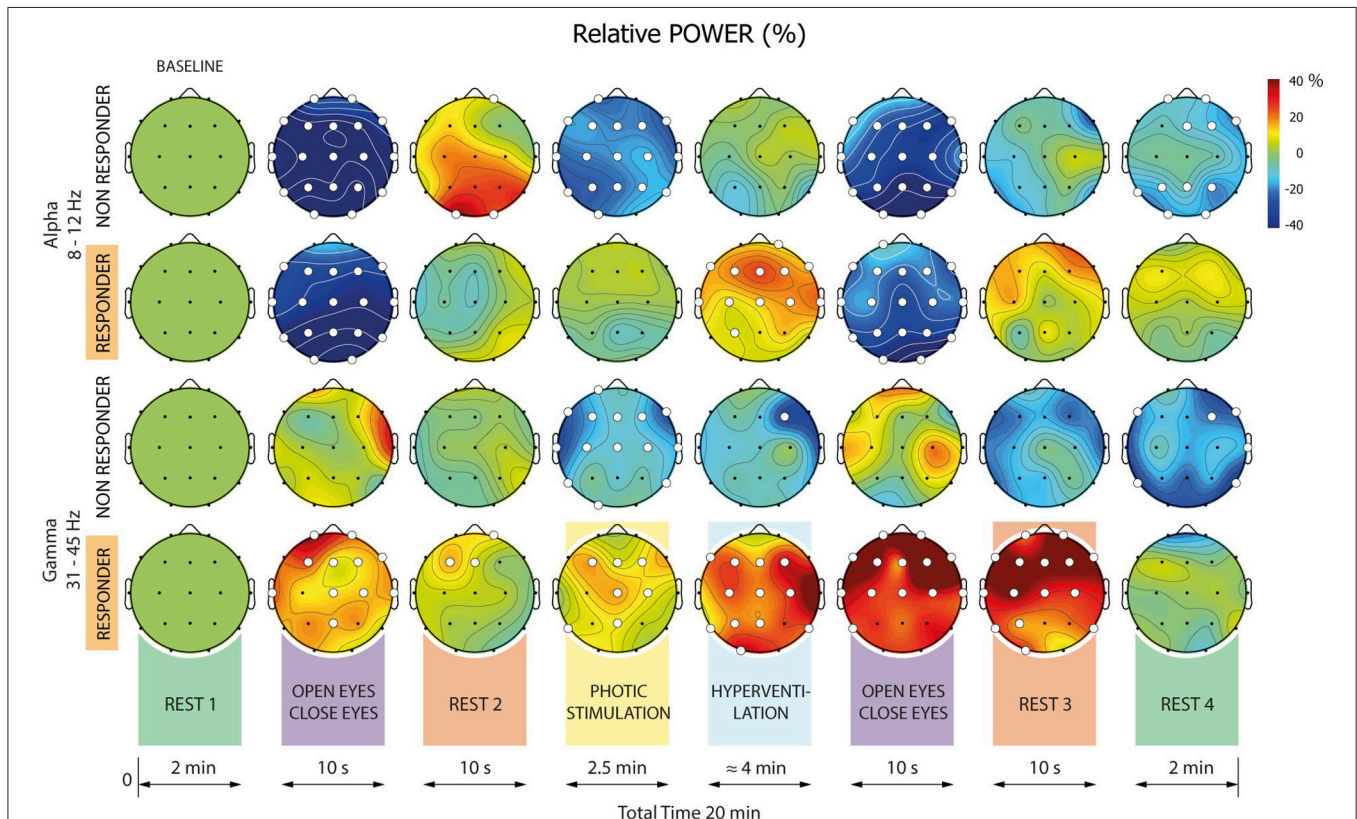 Relative POWER (%)
BASELINE
Alpha
8 - 12 Hz
NON RESPONDER
RESPONDER
Gamma
31 - 45 Hz
NON RESPONDER
RESPONDER
40 %
20
0
-20
-40
REST 1
OPEN EYES
CLOSE EYES
REST 2
PHOTIC
STIMULATION
HYPERVENTI-
LATION
OPEN EYES
CLOSE EYES
REST 3
REST 4
0
2 min
10 s
10 s
2.5 min
≈ 4 min
10 s
10 s
2 min
Total Time 20 min